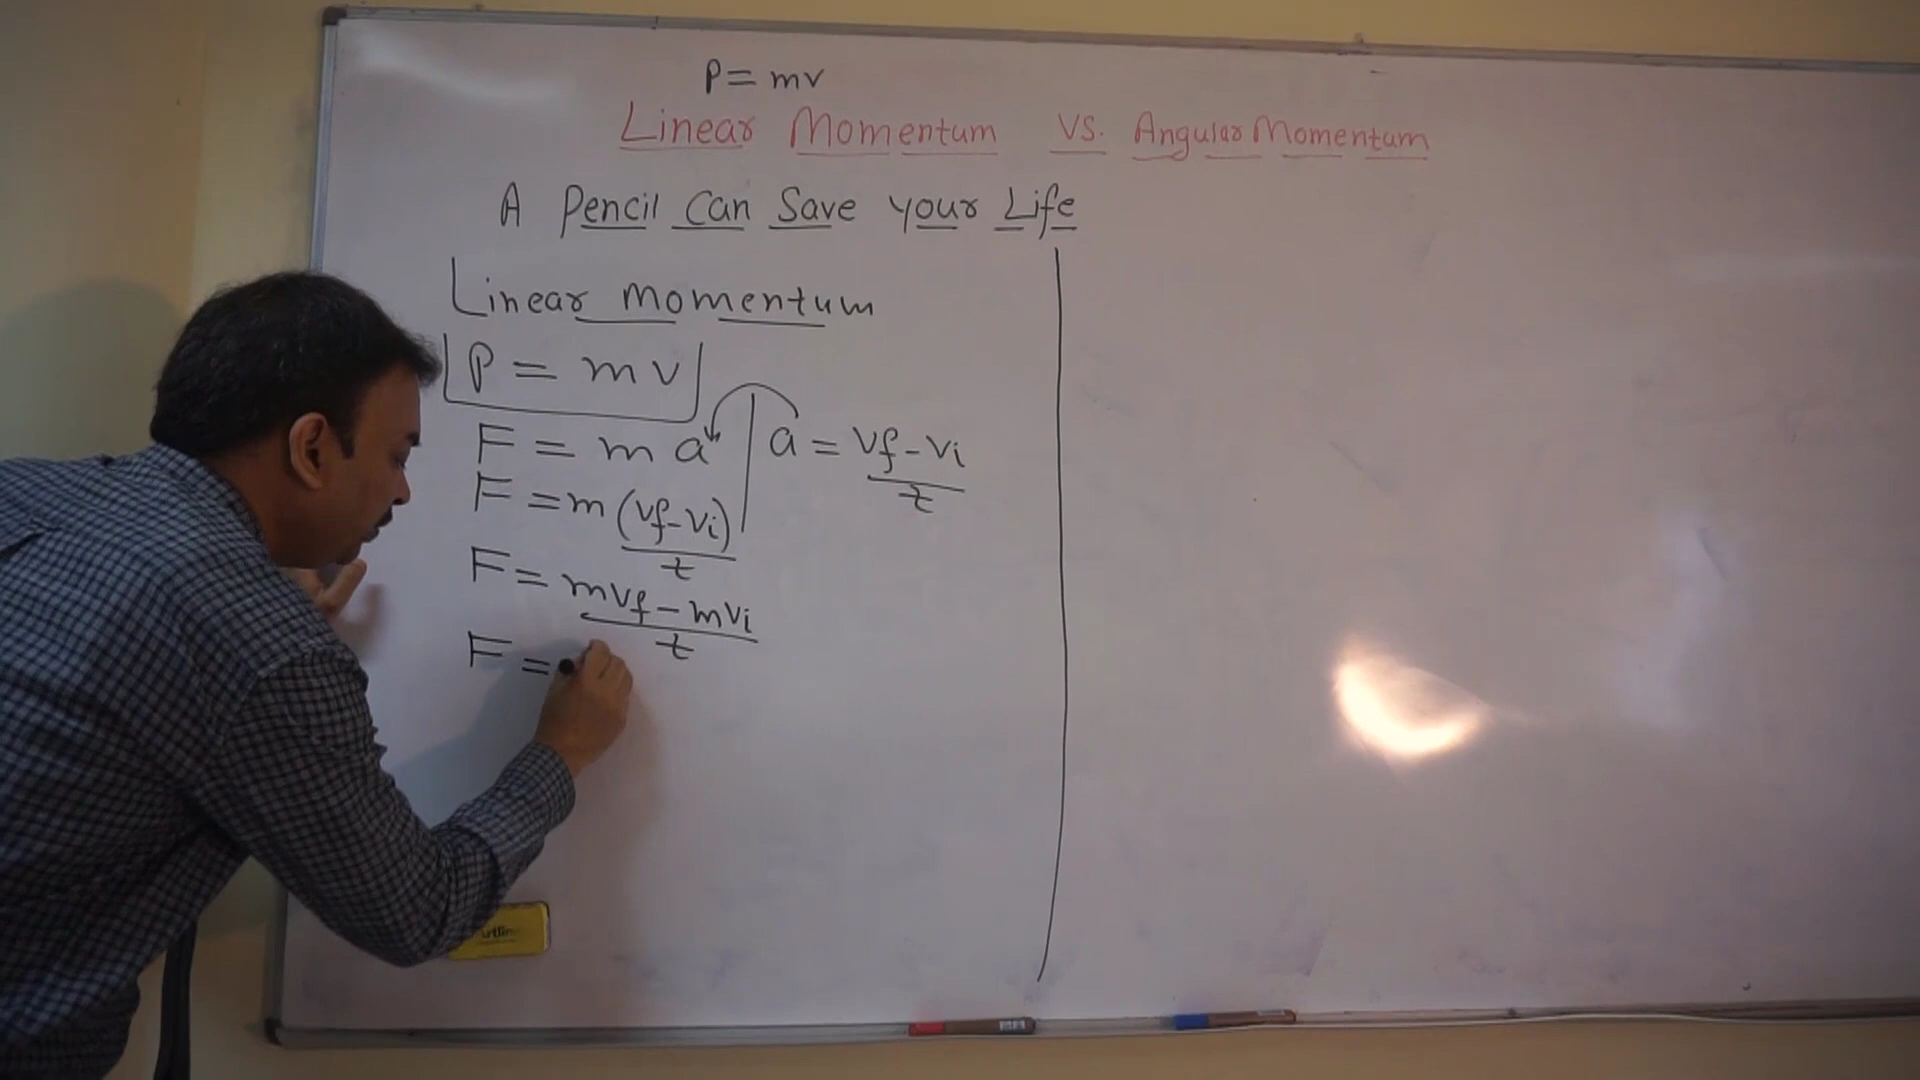 P = mv
Linear Momentum VS. Angular Momentum
A Pencil Can Save your Life
Linear momentum
P = mv
F = ma
a = vf-vi / t
F = m (vf-vi) / t
F = mvf - mvi / t
F =